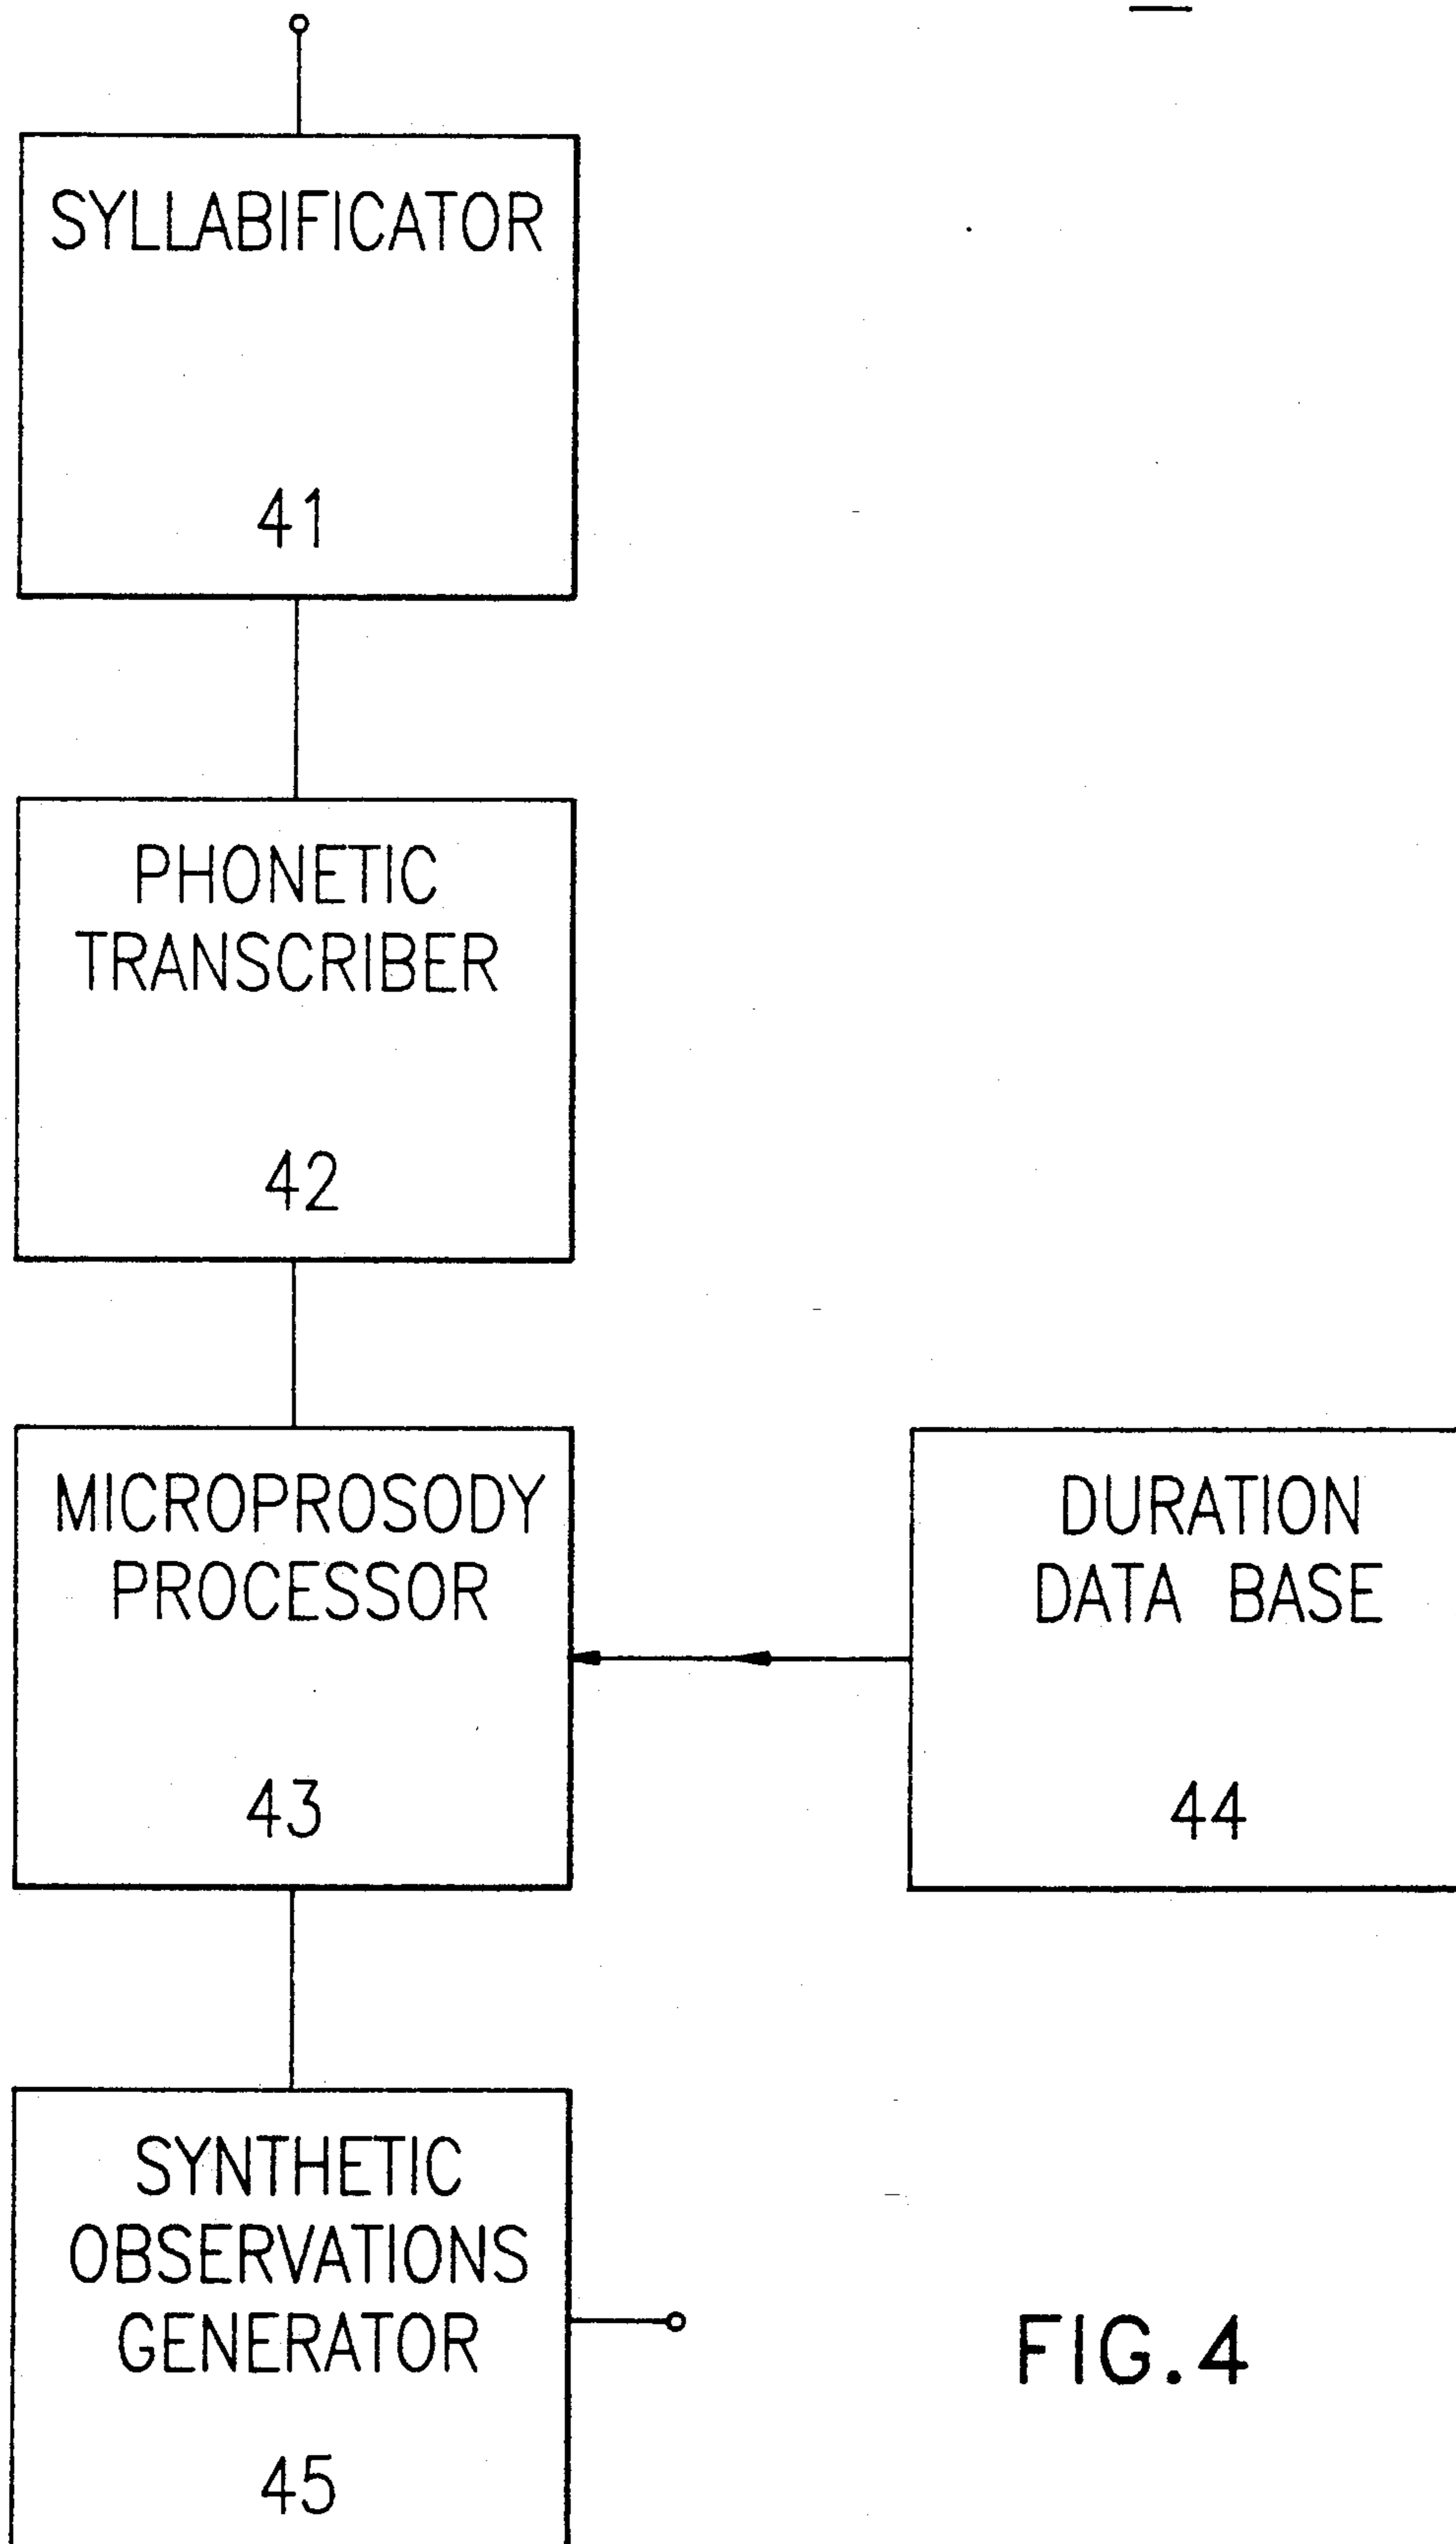 SYLLABIFICATOR
41
PHONETIC
TRANSCRIBER
42
MICROPROSODY
PROCESSOR
43
DURATION
DATA BASE
44
SYNTHETIC
OBSERVATIONS
GENERATOR
45
FIG.4